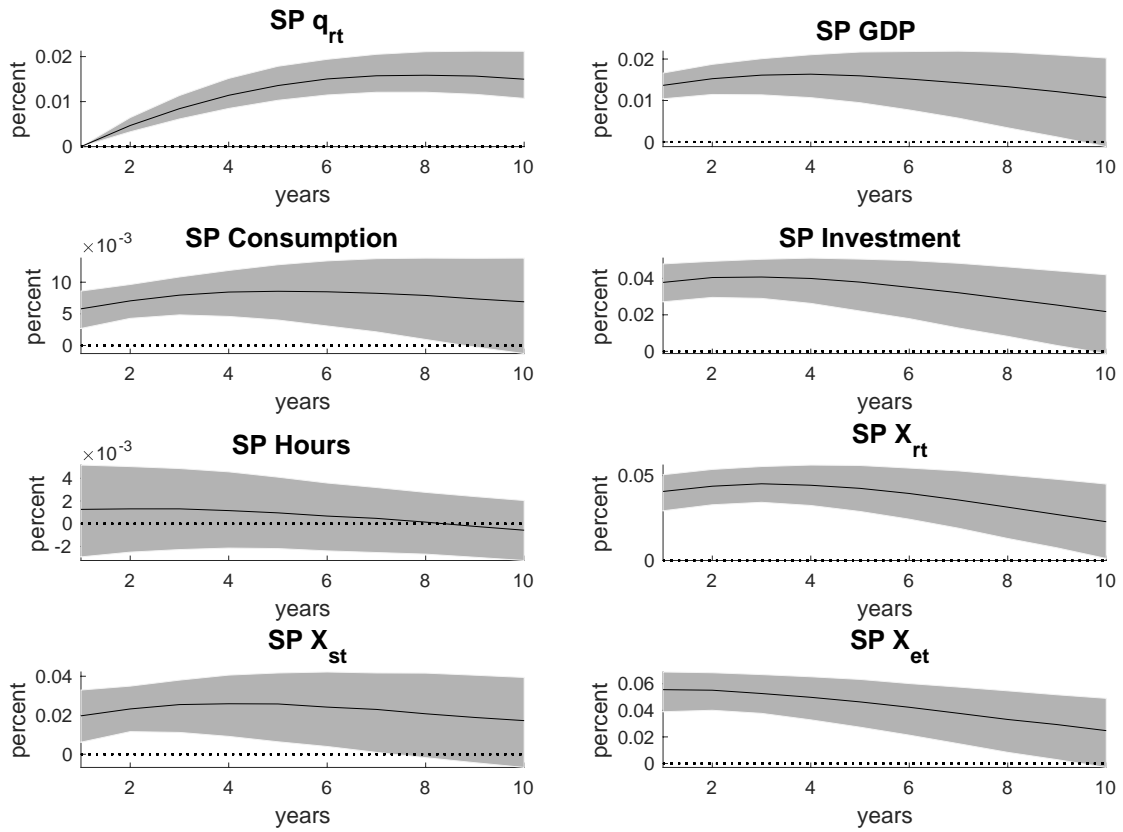 SP q_rt
percent
0.02
0.01
0
2 4 6 8 10
years
SP GDP
percent
0.02
0.01
0
2 4 6 8 10
years
SP Consumption
×10^-3
percent
10
5
0
2 4 6 8 10
years
SP Investment
percent
0.04
0.02
0
2 4 6 8 10
years
SP Hours
×10^-3
percent
4
2
0
-2
2 4 6 8 10
years
SP X_rt
percent
0.05
0
2 4 6 8 10
years
SP X_st
percent
0.04
0.02
0
2 4 6 8 10
years
SP X_et
percent
0.06
0.04
0.02
0
2 4 6 8 10
years